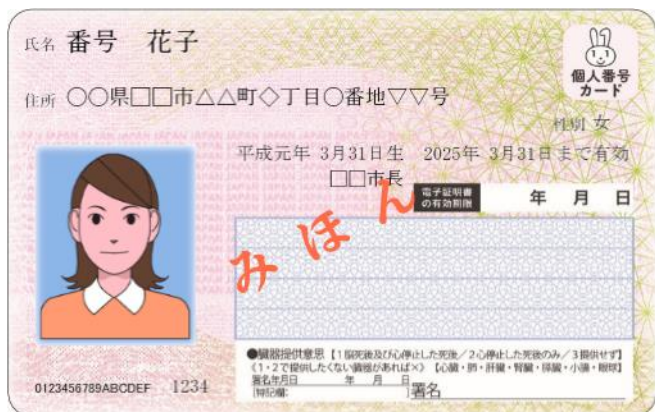 氏名 番号 花子
個人番号
カード
住所 〇〇県□□市△△町◇丁目〇番地▽▽号
性別 女
平成元年 3月31日生 2025年 3月31日まで有効
□□市長
電子証明書
の有効期限
年 月 日
みほん
●臓器提供意思【1脳死後及び心停止した死後/2心停止した死後のみ/3提供せず】
《1・2で提供したくない臓器があれば×》【心臓・肺・肝臓・腎臓・膵臓・小腸・眼球】
署名年月日 年 月 日
[特記欄: ]署名
0123456789ABCDEF 1234